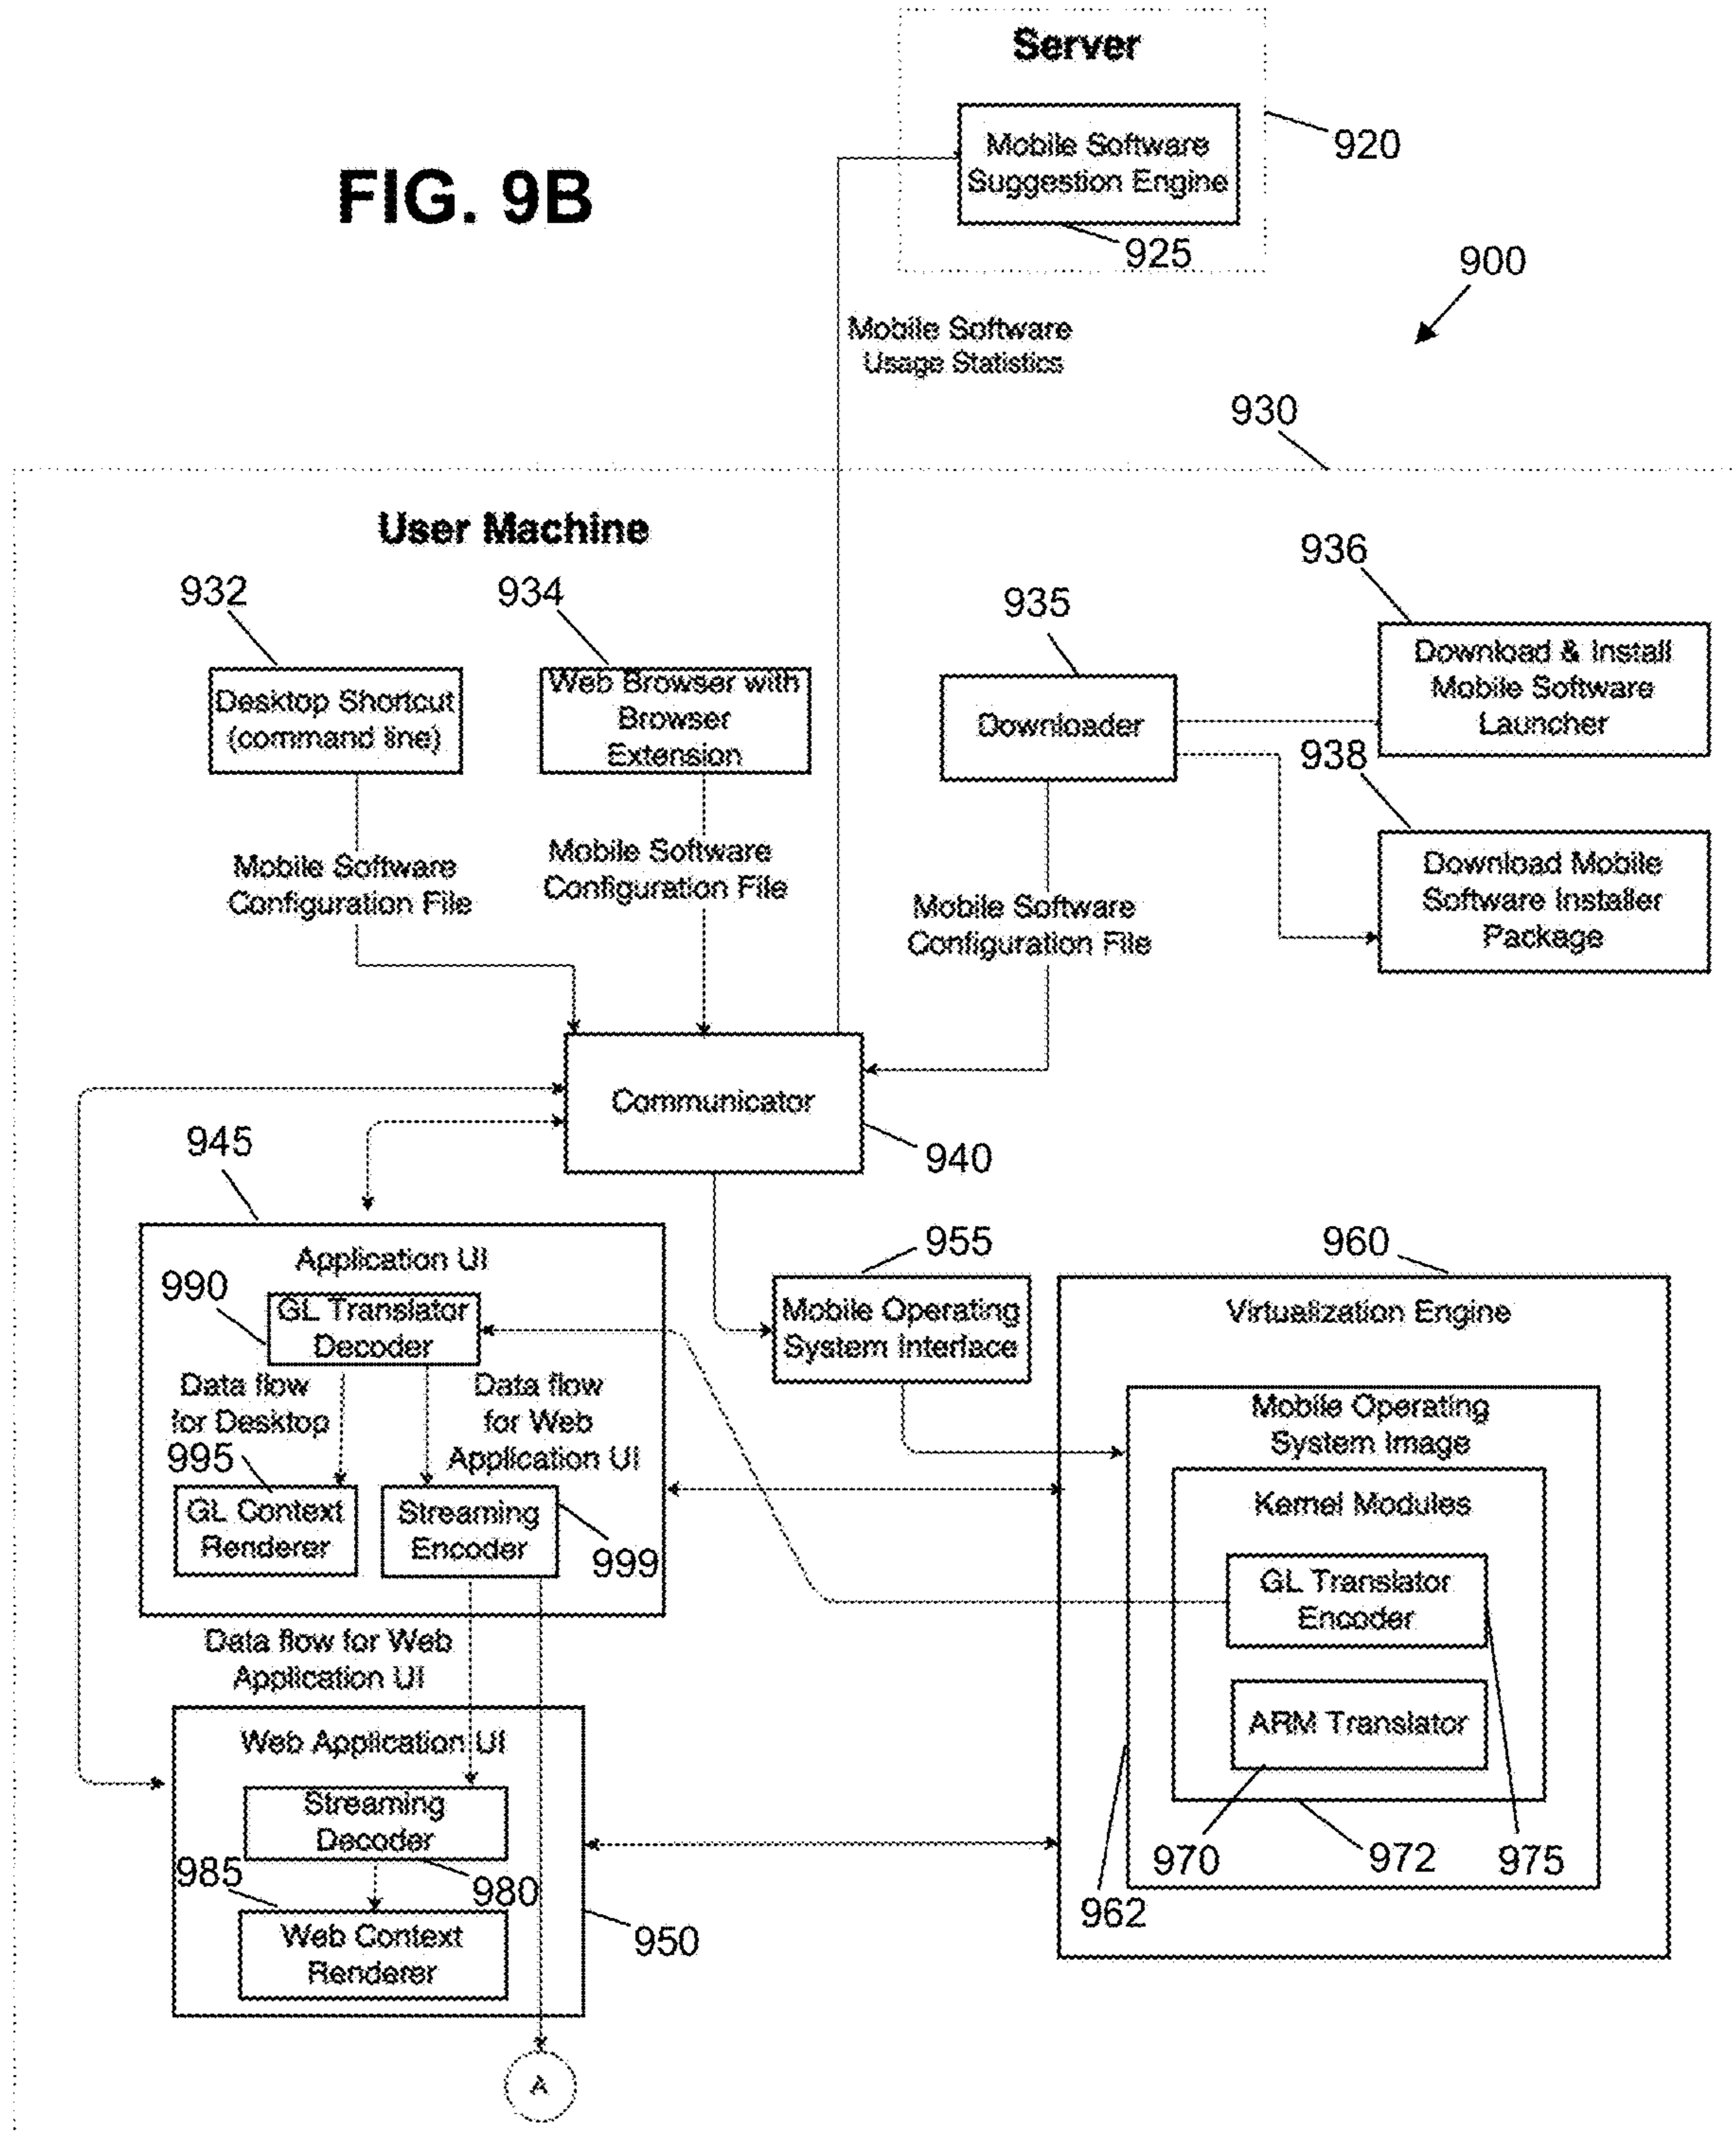 Server
Mobile Software
Suggestion Engine
920
925
FIG. 9B
900
Mobile Software
Usage Statistics
930
User Machine
932
934
935
936
Desktop Shortcut
(command line)
Web Browser with
Browser
Extension
Downloader
Download & Install
Mobile Software
Launcher
938
Mobile Software
Configuration File
Mobile Software
Configuration File
Mobile Software
Configuration File
Download Mobile
Software Installer
Package
Communicator
940
945
Application UI
990
GL Translator
Decoder
Data flow
for Desktop
Data flow
for Web
Application UI
995
GL Context
Renderer
Streaming
Encoder
999
955
Mobile Operating
System Interface
960
Virtualization Engine
Mobile Operating
System Image
Kernel Modules
GL Translator
Encoder
ARM Translator
970
972
975
962
Data flow for Web
Application UI
Web Application UI
Streaming
Decoder
985
980
Web Context
Renderer
950
A